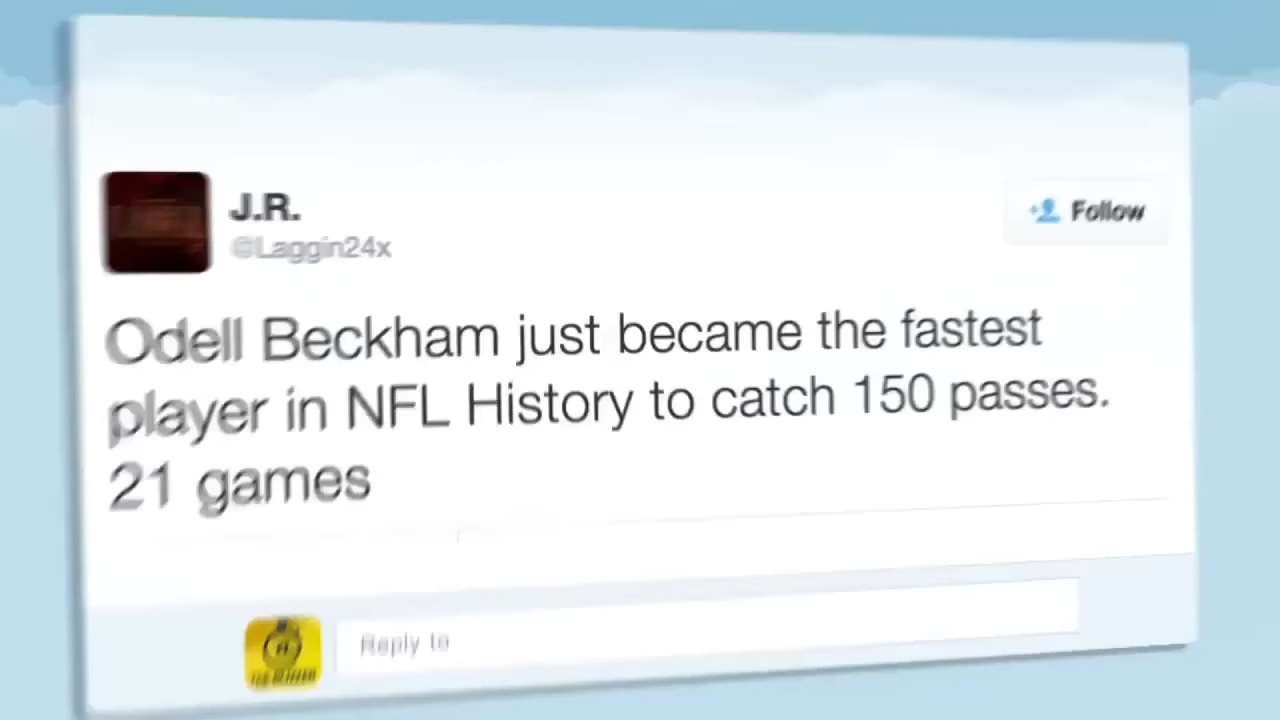 J.R.
@Laggin24x
Follow
Odell Beckham just became the fastest
player in NFL History to catch 150 passes.
21 games
Reply to